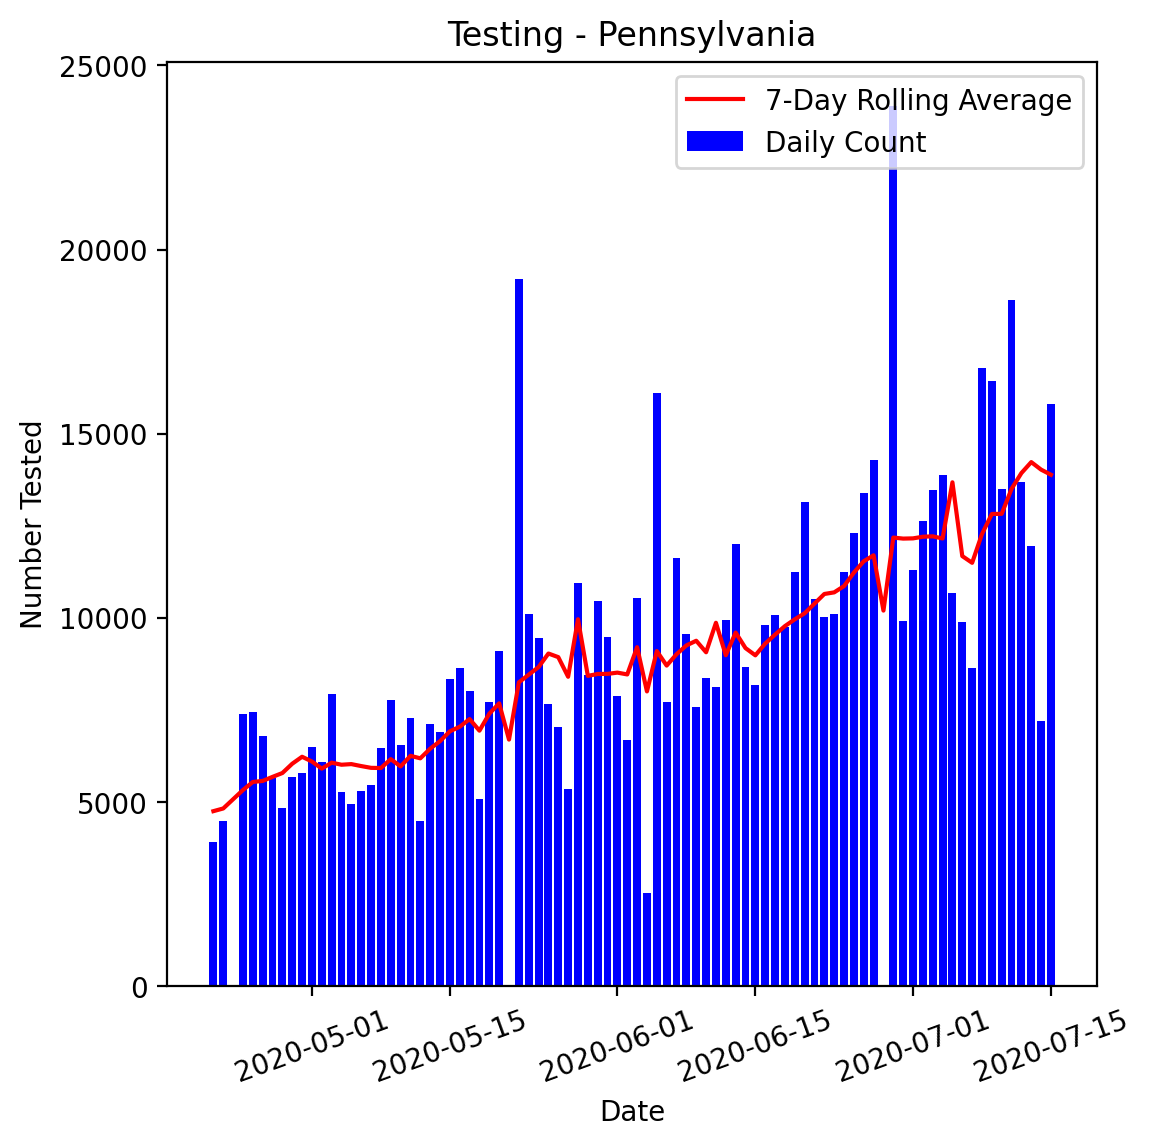 Testing - Pennsylvania
7-Day Rolling Average
Daily Count
25000
20000
15000
10000
5000
0
Number Tested
2020-05-01
2020-05-15
2020-06-01
2020-06-15
2020-07-01
2020-07-15
Date